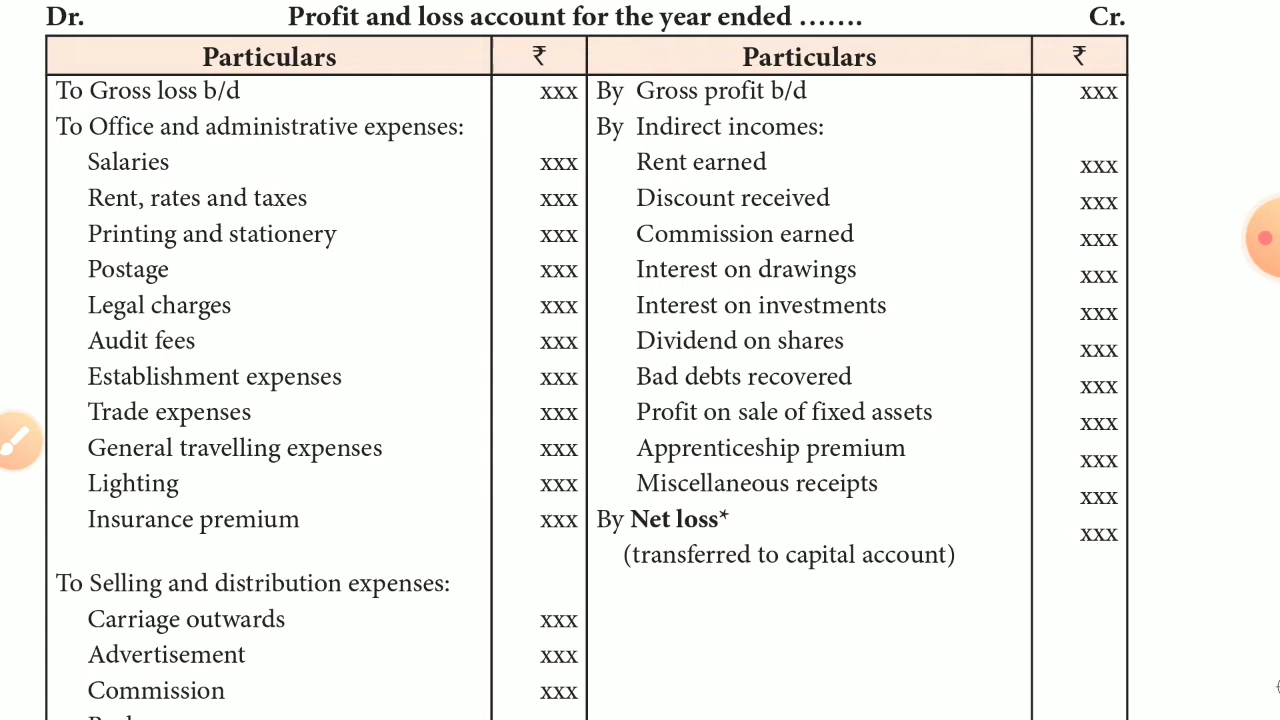 Dr. Profit and loss account for the year ended ……. Cr.
Particulars ₹ Particulars ₹
To Gross loss b/d xxx By Gross profit b/d xxx
To Office and administrative expenses: By Indirect incomes:
Salaries xxx Rent earned xxx
Rent, rates and taxes xxx Discount received xxx
Printing and stationery xxx Commission earned xxx
Postage xxx Interest on drawings xxx
Legal charges xxx Interest on investments xxx
Audit fees xxx Dividend on shares xxx
Establishment expenses xxx Bad debts recovered xxx
Trade expenses xxx Profit on sale of fixed assets xxx
General travelling expenses xxx Apprenticeship premium xxx
Lighting xxx Miscellaneous receipts xxx
Insurance premium xxx By Net loss* xxx
(transferred to capital account)
To Selling and distribution expenses:
Carriage outwards xxx
Advertisement xxx
Commission xxx